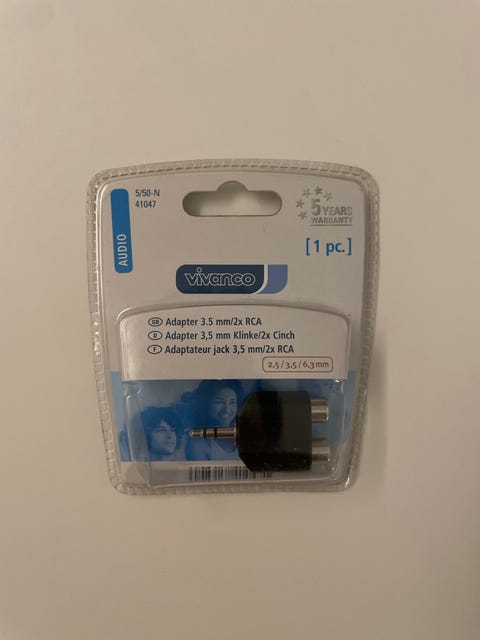 5/50-N
41047
AUDIO
5 YEARS
WARRANTY
[1 pc.]
vivanco
GB Adapter 3.5 mm/2x RCA
D Adapter 3,5 mm Klinke/2x Cinch
F Adaptateur jack 3,5 mm/2x RCA
2,5/3,5/6,3 mm